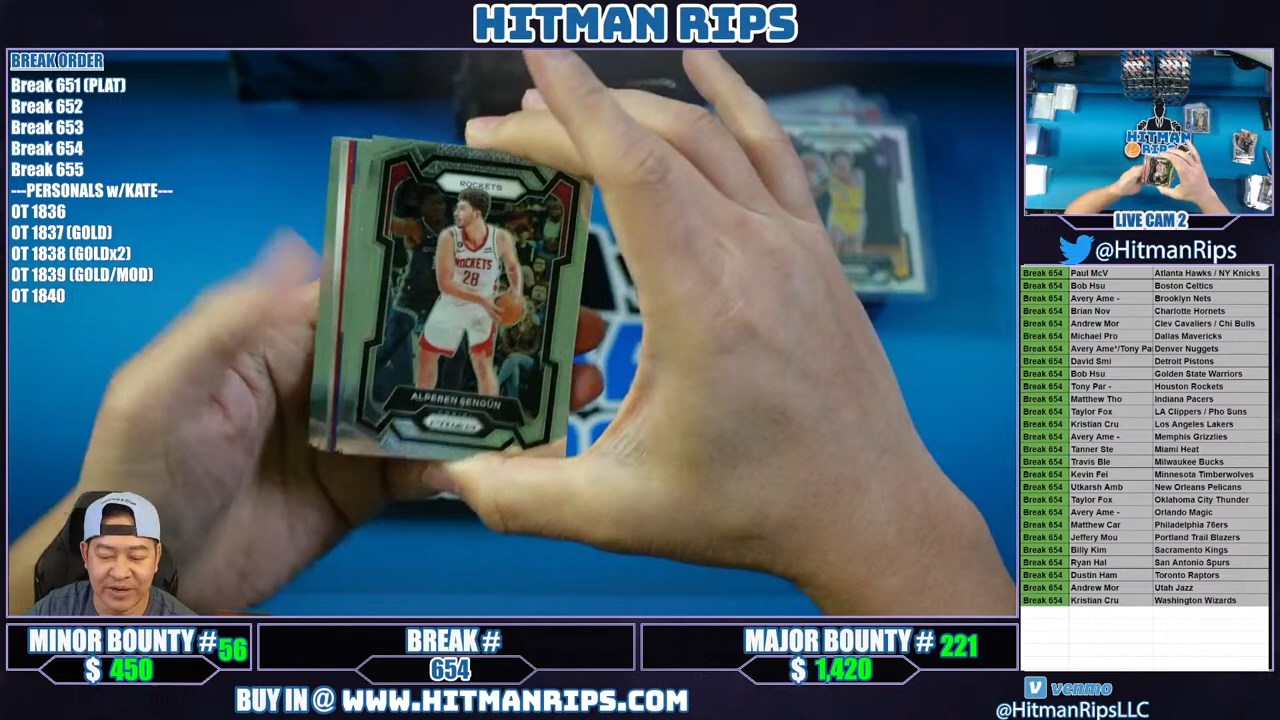 HITMAN RIPS
BREAK ORDER
Break 651 (PLAT)
Break 652
Break 653
Break 654
Break 655
---PERSONALS w/KATE---
OT 1836
OT 1837 (GOLD)
OT 1838 (GOLDx2)
OT 1839 (GOLD/MOD)
OT 1840
ROCKETS
ROCKETS
28
ALPEREN ŞENGÜN
PRIZM
HITMAN
RIPS
LIVE CAM 2
@HitmanRips
Break 654 Paul McV Atlanta Hawks / NY Knicks
Break 654 Bob Hsu Boston Celtics
Break 654 Avery Ame - Brooklyn Nets
Break 654 Brian Nov Charlotte Hornets
Break 654 Andrew Mor Clev Cavaliers / Chi Bulls
Break 654 Michael Pro Dallas Mavericks
Break 654 Avery Ame*/Tony Pa Denver Nuggets
Break 654 David Smi Detroit Pistons
Break 654 Bob Hsu Golden State Warriors
Break 654 Tony Par - Houston Rockets
Break 654 Matthew Tho Indiana Pacers
Break 654 Taylor Fox LA Clippers / Pho Suns
Break 654 Kristian Cru Los Angeles Lakers
Break 654 Avery Ame - Memphis Grizzlies
Break 654 Tanner Ste Miami Heat
Break 654 Travis Ble Milwaukee Bucks
Break 654 Kevin Fei Minnesota Timberwolves
Break 654 Utkarsh Amb New Orleans Pelicans
Break 654 Taylor Fox Oklahoma City Thunder
Break 654 Avery Ame - Orlando Magic
Break 654 Matthew Car Philadelphia 76ers
Break 654 Jeffery Mou Portland Trail Blazers
Break 654 Billy Kim Sacramento Kings
Break 654 Ryan Hal San Antonio Spurs
Break 654 Dustin Ham Toronto Raptors
Break 654 Andrew Mor Utah Jazz
Break 654 Kristian Cru Washington Wizards
MINOR BOUNTY # 56
$ 450
BREAK #
654
MAJOR BOUNTY # 221
$ 1,420
BUY IN @ WWW.HITMANRIPS.COM
venmo
@HitmanRipsLLC